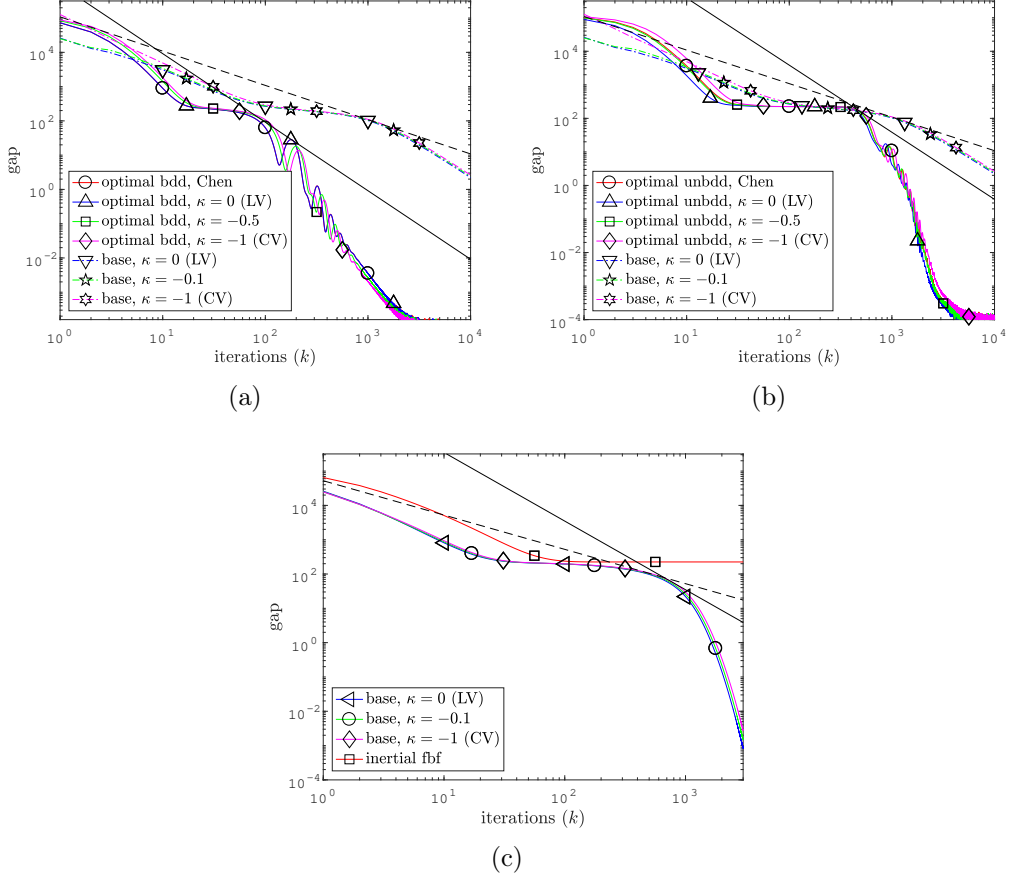 gap
10^4
10^2
10^0
10^-2
optimal bdd, Chen
optimal bdd, κ = 0 (LV)
optimal bdd, κ = −0.5
optimal bdd, κ = −1 (CV)
base, κ = 0 (LV)
base, κ = −0.1
base, κ = −1 (CV)
10^0 10^1 10^2 10^3 10^4
iterations (k)
(a)
gap
10^4
10^2
10^0
10^-2
10^-4
optimal unbdd, Chen
optimal unbdd, κ = 0 (LV)
optimal unbdd, κ = −0.5
optimal unbdd, κ = −1 (CV)
base, κ = 0 (LV)
base, κ = −0.1
base, κ = −1 (CV)
10^0 10^1 10^2 10^3 10^4
iterations (k)
(b)
gap
10^4
10^2
10^0
10^-2
10^-4
base, κ = 0 (LV)
base, κ = −0.1
base, κ = −1 (CV)
inertial fbf
10^0 10^1 10^2 10^3
iterations (k)
(c)